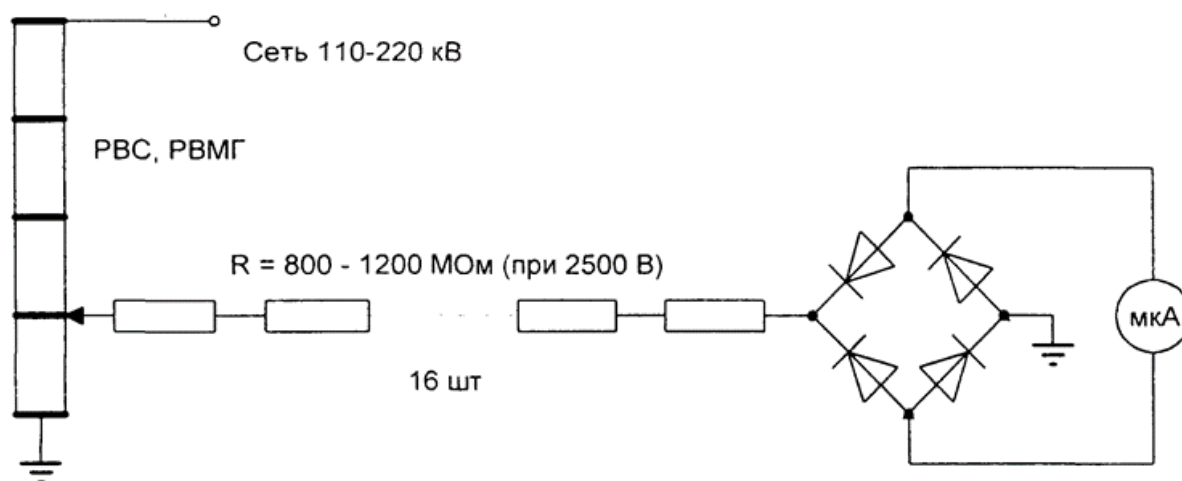 Сеть 110-220 кВ
РВС, РВМГ
R = 800 - 1200 МОм (при 2500 В)
мкА
16 шт